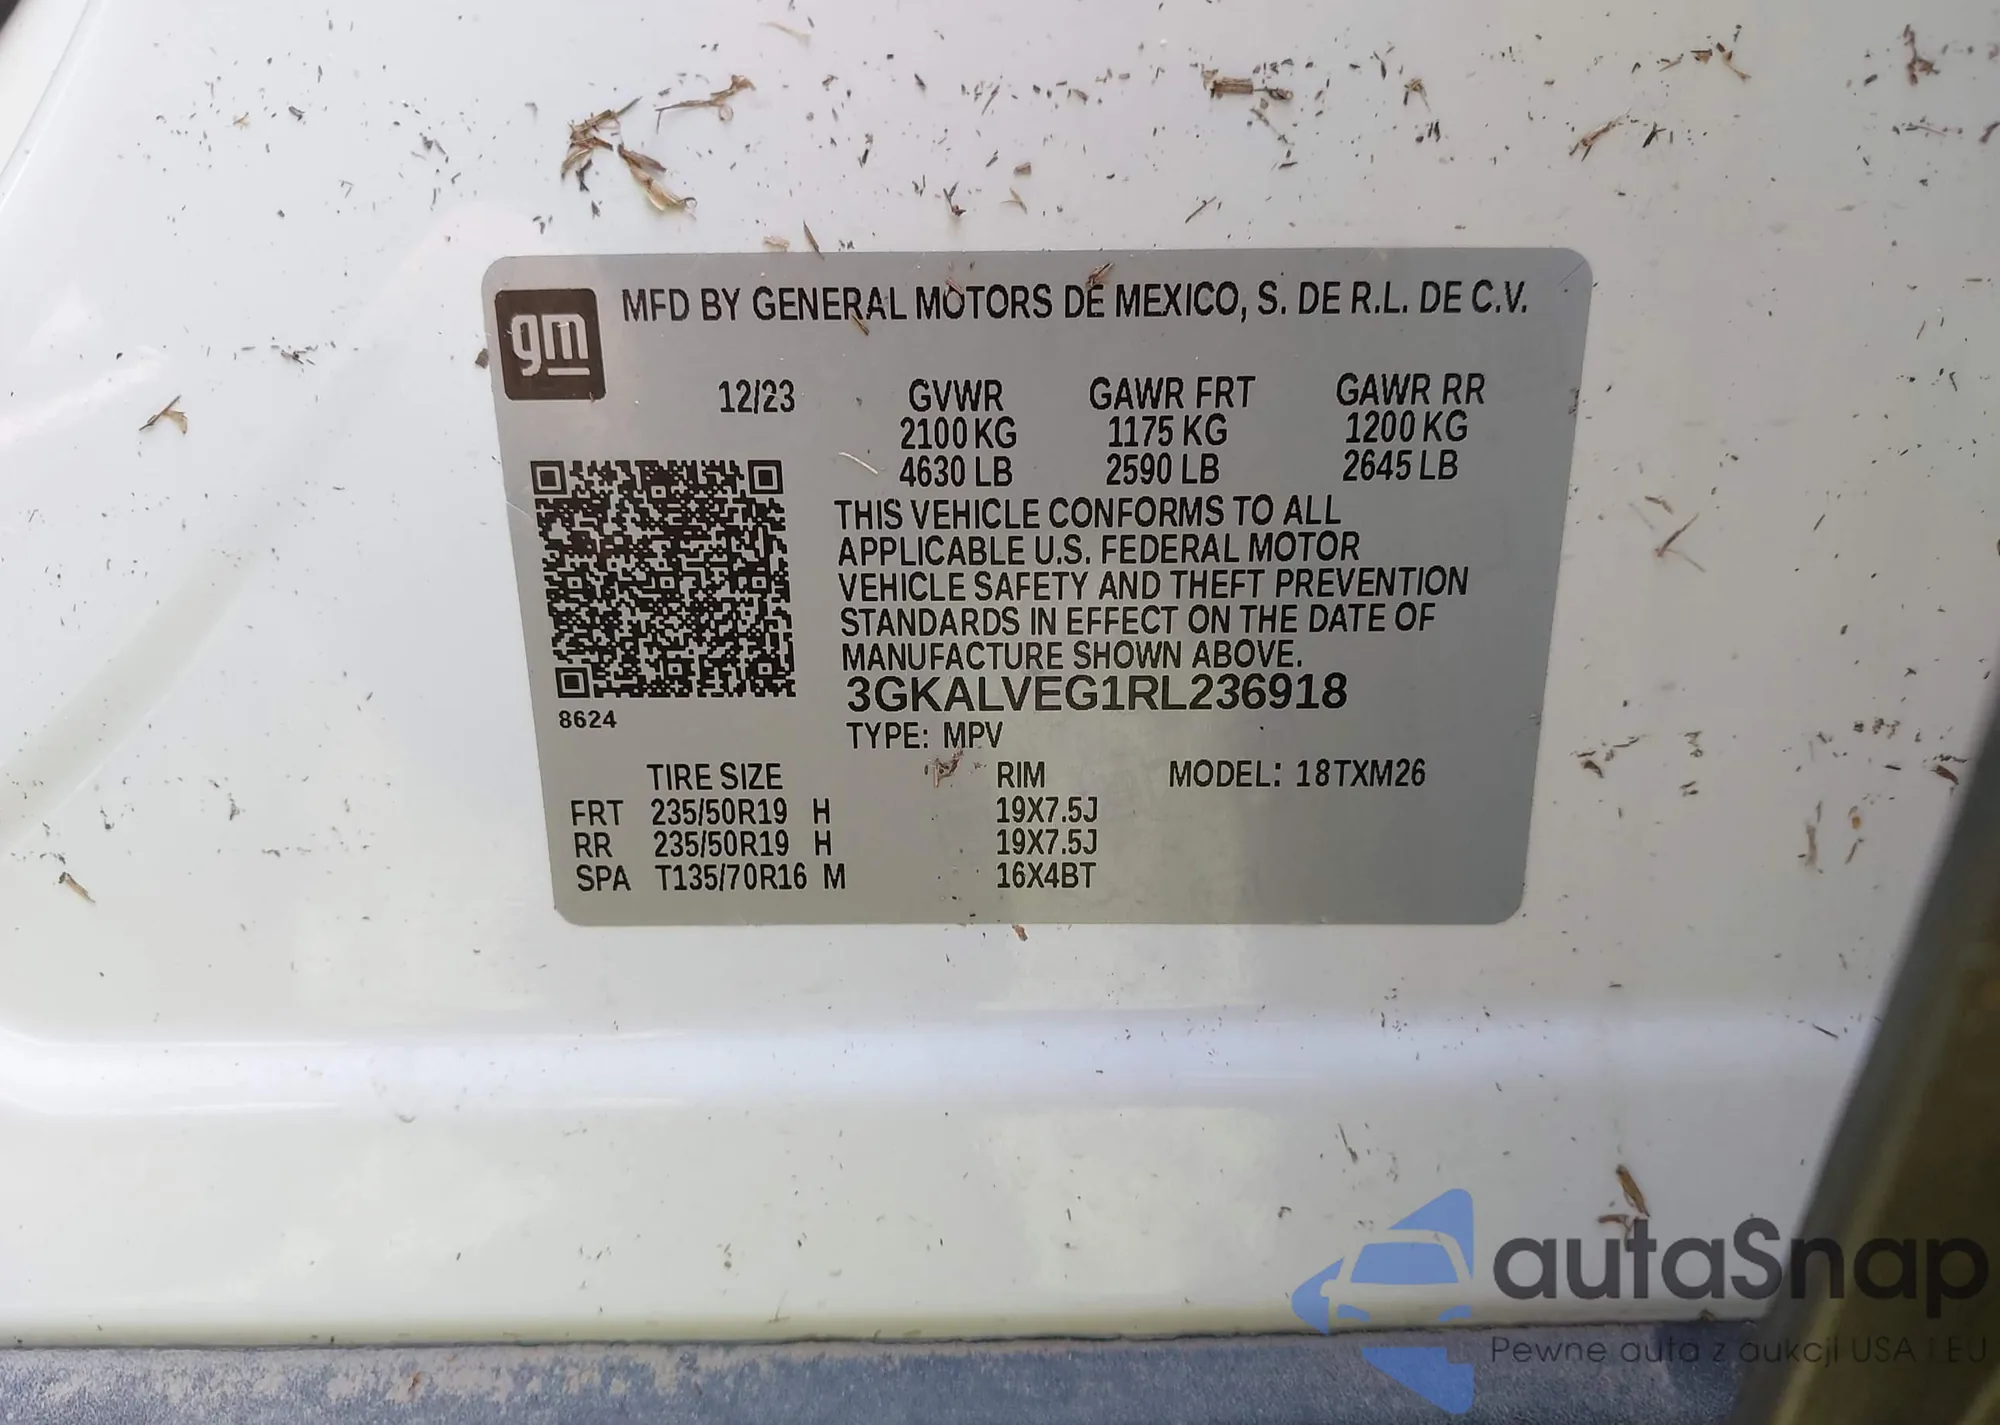 gm
MFD BY GENERAL MOTORS DE MEXICO, S. DE R.L. DE C.V.
12/23 GVWR GAWR FRT GAWR RR
2100 KG 1175 KG 1200 KG
4630 LB 2590 LB 2645 LB
THIS VEHICLE CONFORMS TO ALL
APPLICABLE U.S. FEDERAL MOTOR
VEHICLE SAFETY AND THEFT PREVENTION
STANDARDS IN EFFECT ON THE DATE OF
MANUFACTURE SHOWN ABOVE.
3GKALVEG1RL236918
8624
TYPE: MPV
TIRE SIZE RIM MODEL: 18TXM26
FRT 235/50R19 H 19X7.5J
RR 235/50R19 H 19X7.5J
SPA T135/70R16 M 16X4BT
autaSnap
Pewne auta z aukcji USA i EU